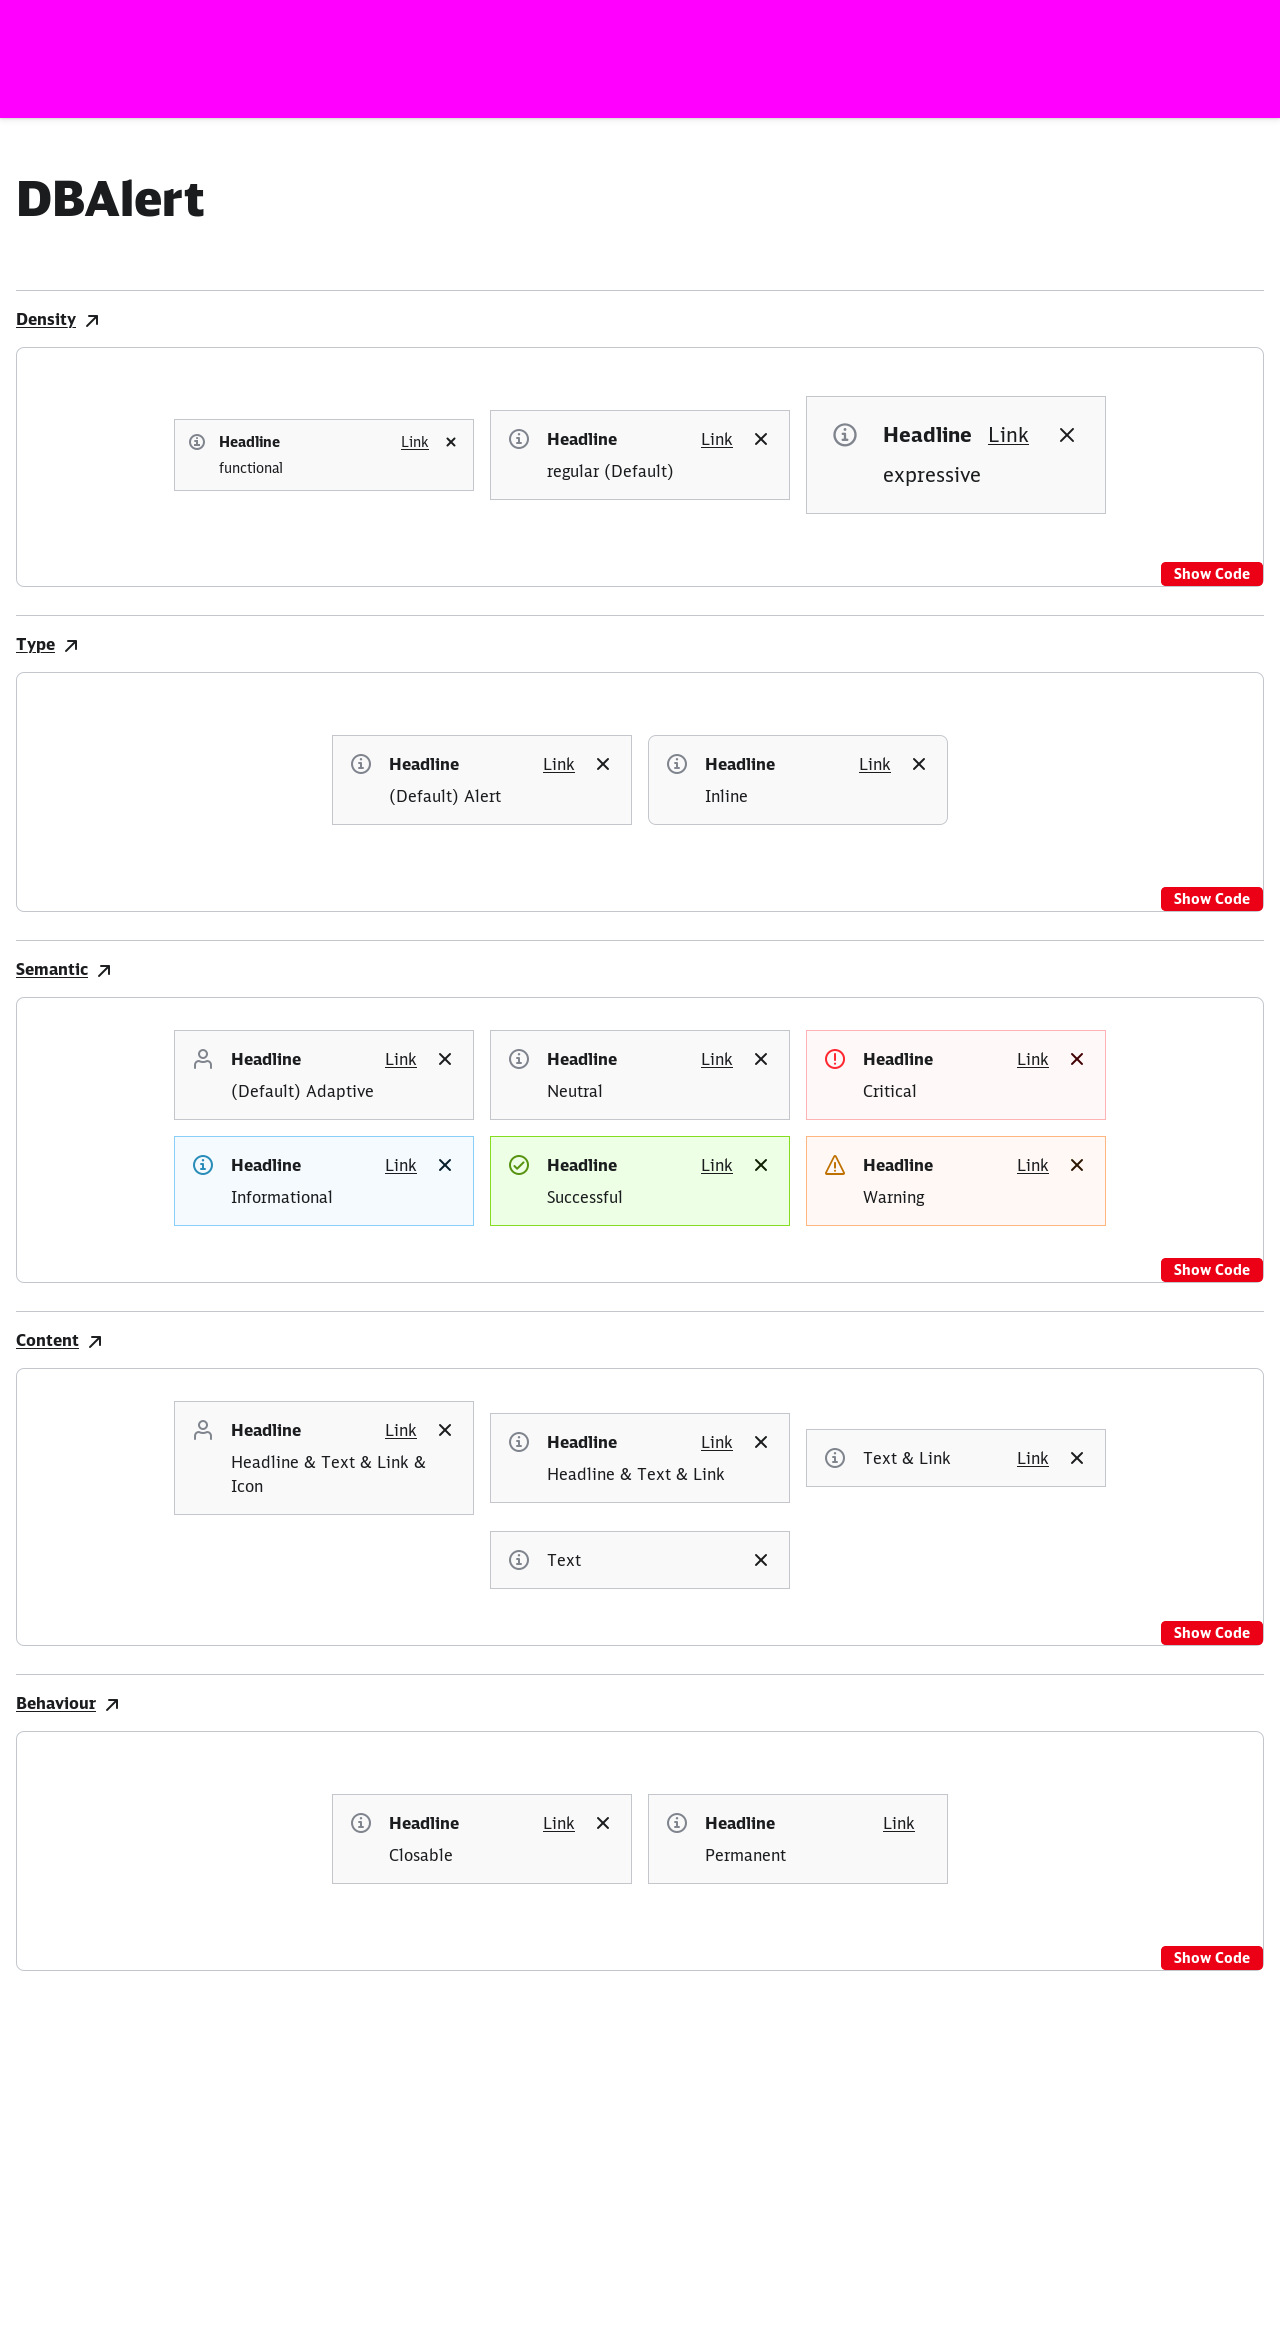 DBAlert
Density
Headline Link
functional
Headline Link
regular (Default)
Headline Link
expressive
Show Code
Type
Headline Link
(Default) Alert
Headline Link
Inline
Show Code
Semantic
Headline Link
(Default) Adaptive
Headline Link
Neutral
Headline Link
Critical
Headline Link
Informational
Headline Link
Successful
Headline Link
Warning
Show Code
Content
Headline Link
Headline & Text & Link &
Icon
Headline Link
Headline & Text & Link
Text & Link Link
Text
Show Code
Behaviour
Headline Link
Closable
Headline Link
Permanent
Show Code